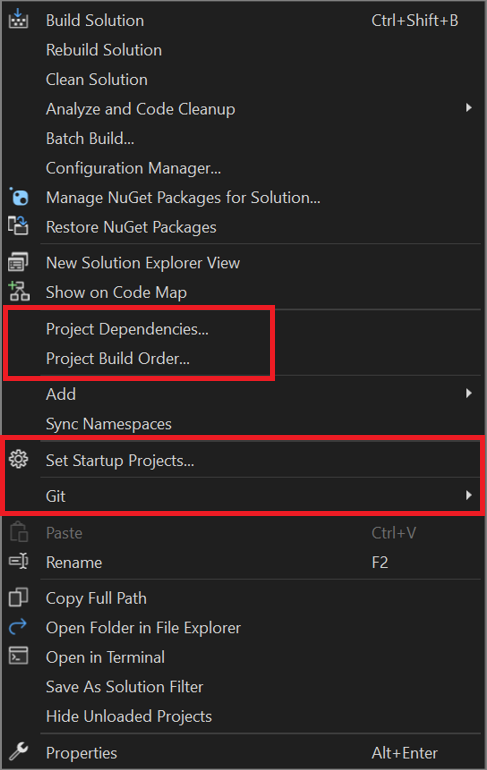 Build Solution Ctrl+Shift+B
Rebuild Solution
Clean Solution
Analyze and Code Cleanup
Batch Build...
Configuration Manager...
Manage NuGet Packages for Solution...
Restore NuGet Packages
New Solution Explorer View
Show on Code Map
Project Dependencies...
Project Build Order...
Add
Sync Namespaces
Set Startup Projects...
Git
Paste Ctrl+V
Rename F2
Copy Full Path
Open Folder in File Explorer
Open in Terminal
Save As Solution Filter
Hide Unloaded Projects
Properties Alt+Enter